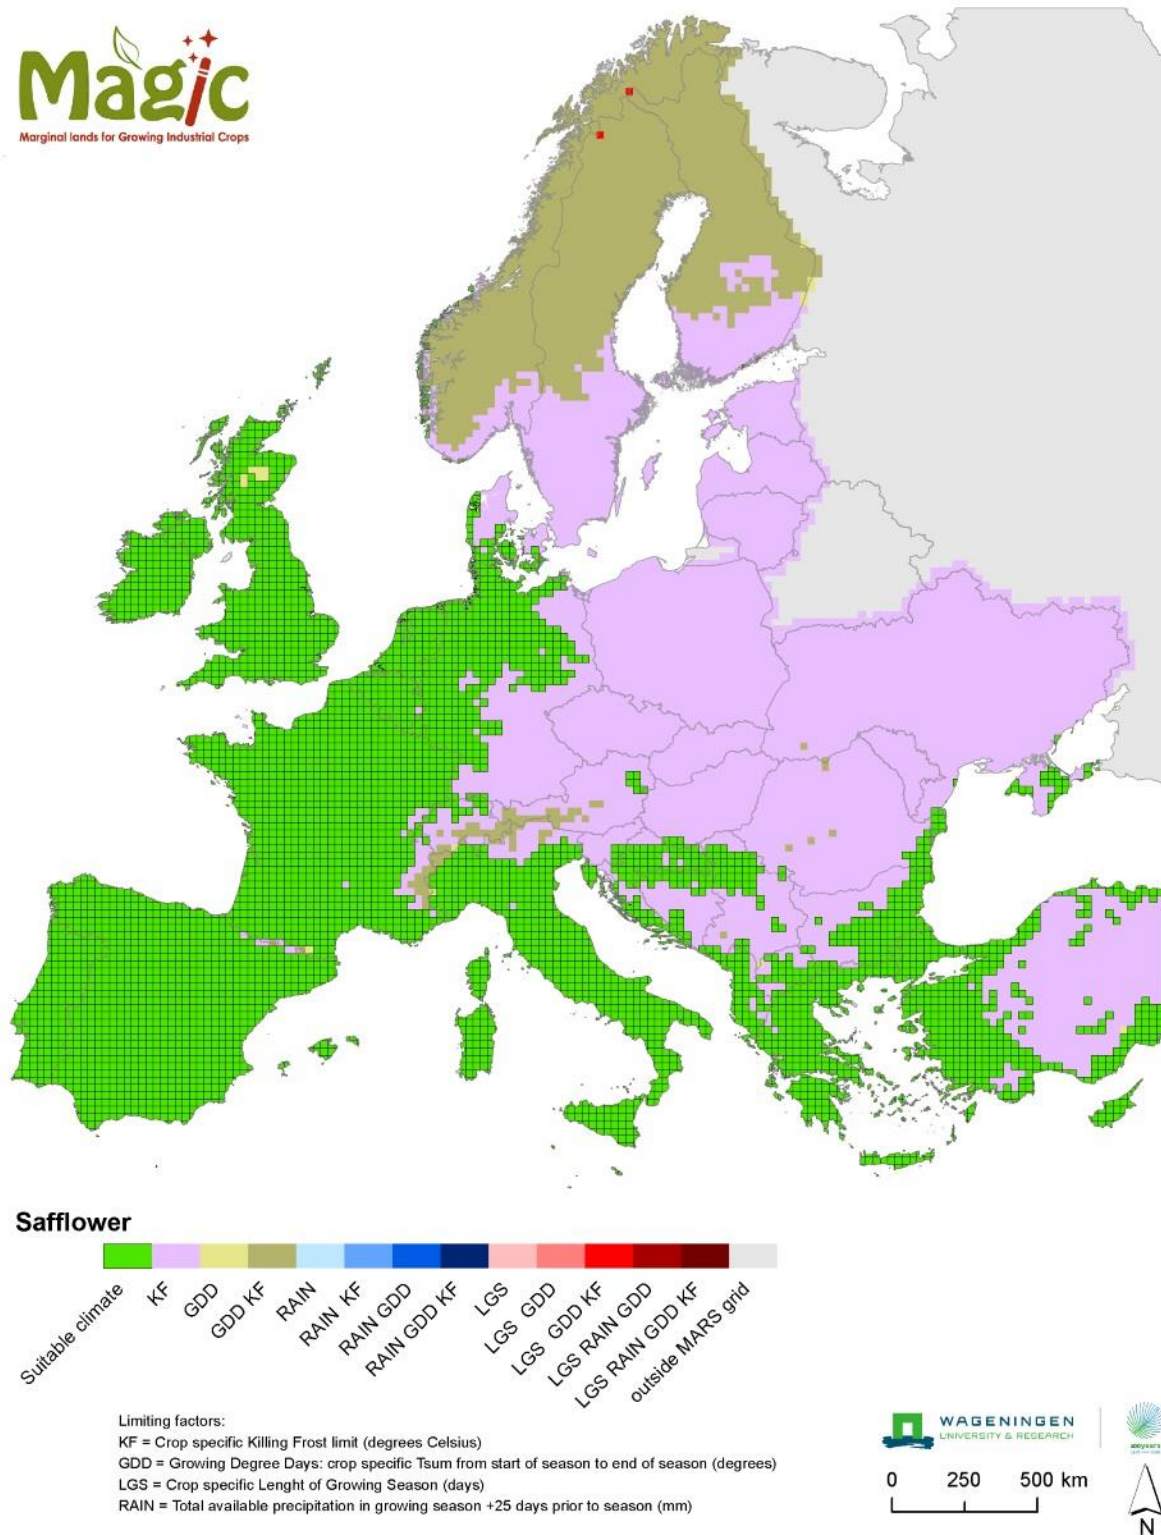 Magic
Marginal lands for Growing Industrial Crops
Safflower
Suitable climate
KF
GDD
GDD KF
RAIN
RAIN KF
RAIN GDD
RAIN GDD KF
LGS
LGS GDD
LGS GDD KF
LGS RAIN GDD
LGS RAIN GDD KF
outside MARS grid
Limiting factors:
KF = Crop specific Killing Frost limit (degrees Celsius)
GDD = Growing Degree Days: crop specific Tsum from start of season to end of season (degrees)
LGS = Crop specific Lenght of Growing Season (days)
RAIN = Total available precipitation in growing season +25 days prior to season (mm)
WAGENINGEN
UNIVERSITY & RESEARCH
0 250 500 km
N